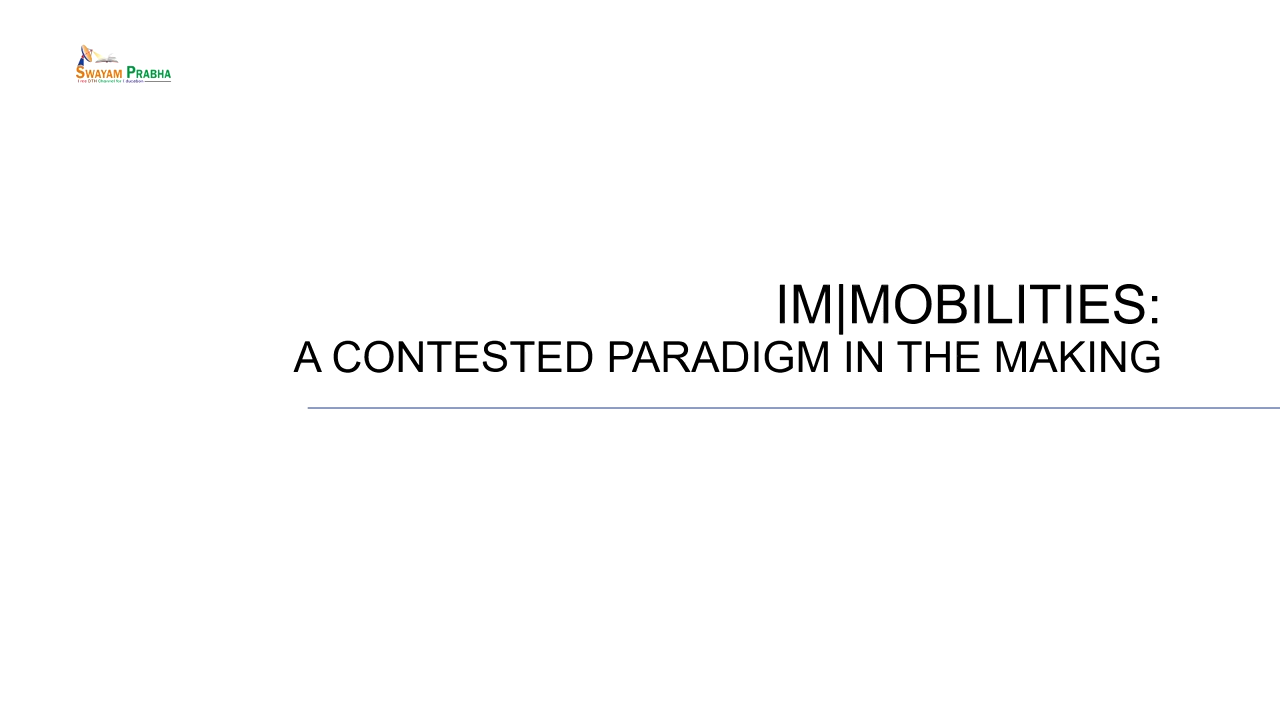 SWAYAM PRABHA
IM|MOBILITIES:
A CONTESTED PARADIGM IN THE MAKING